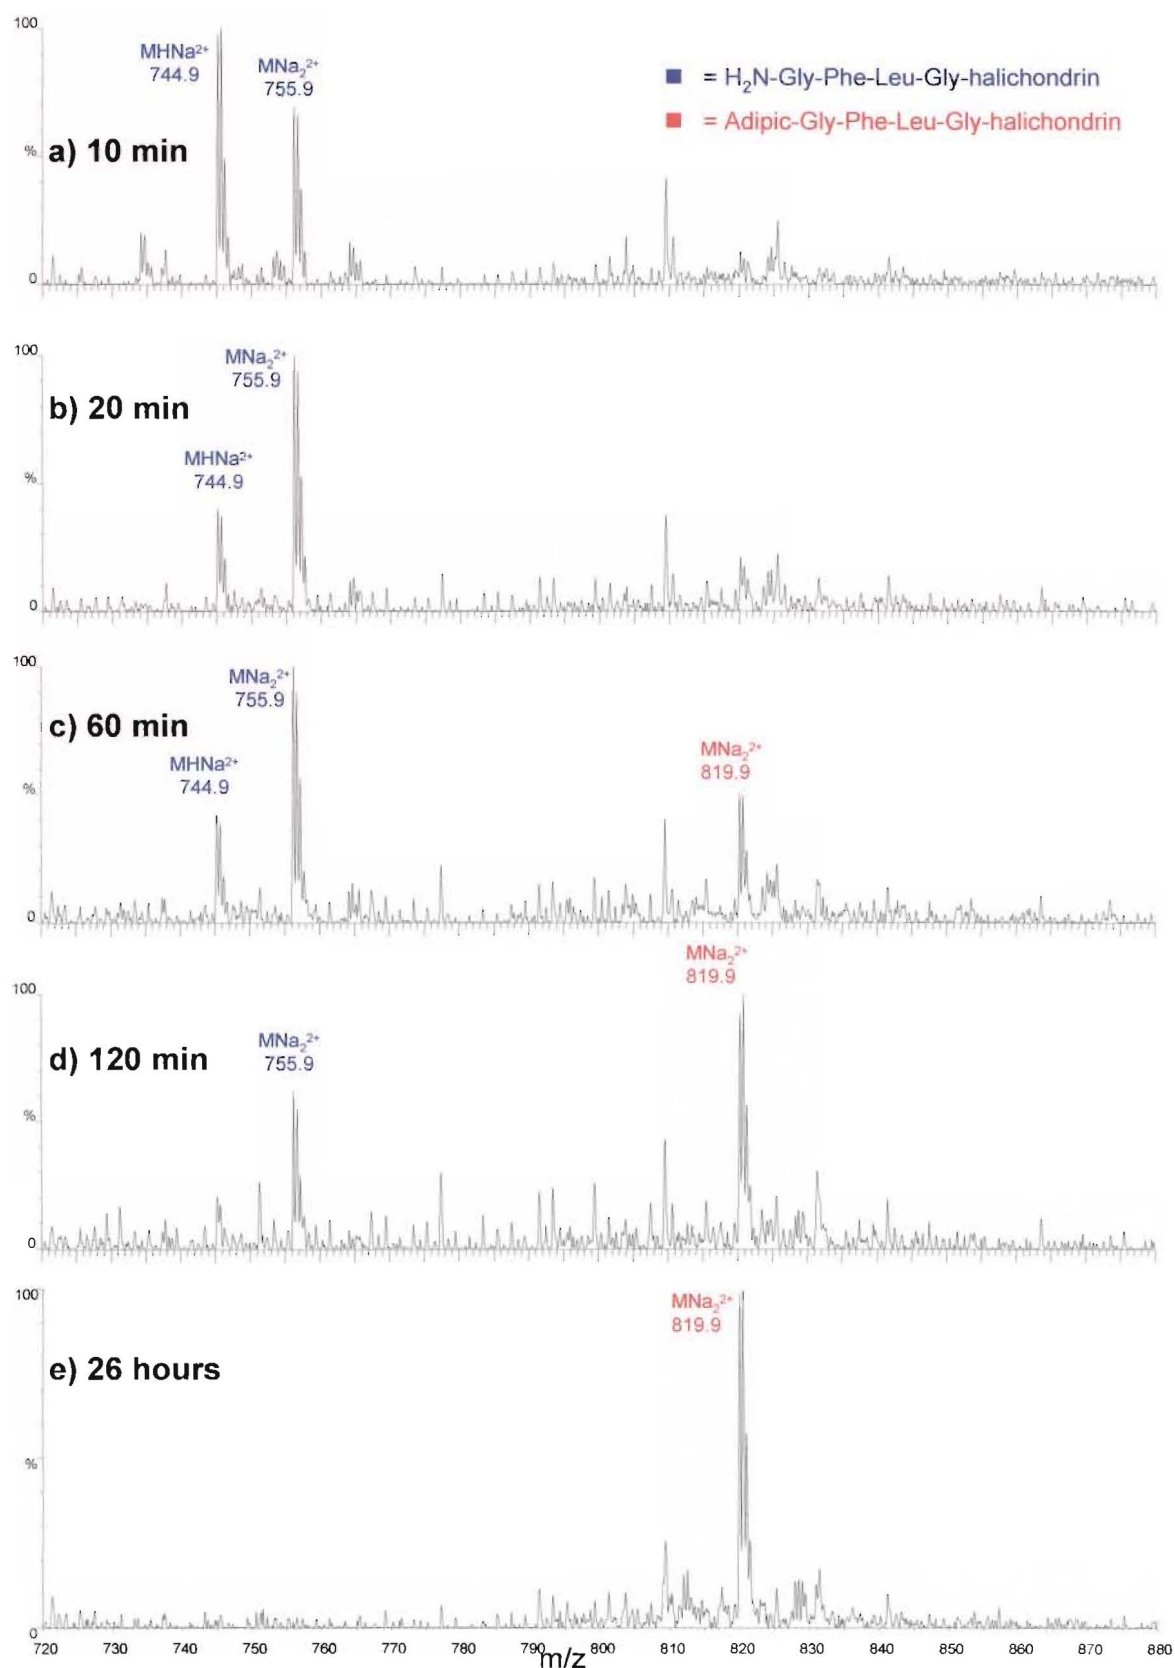 100
MHNa²⁺
744.9
MNa₂²⁺
755.9
■ = H₂N-Gly-Phe-Leu-Gly-halichondrin
■ = Adipic-Gly-Phe-Leu-Gly-halichondrin
a) 10 min
%
0
100
MNa₂²⁺
755.9
b) 20 min
MHNa²⁺
744.9
%
0
100
MNa₂²⁺
755.9
c) 60 min
MHNa²⁺
744.9
MNa₂²⁺
819.9
%
0
MNa₂²⁺
819.9
100
MNa₂²⁺
755.9
d) 120 min
%
0
100
MNa₂²⁺
819.9
e) 26 hours
%
0
720 730 740 750 760 770 780 790 800 810 820 830 840 850 860 870 880
m/z